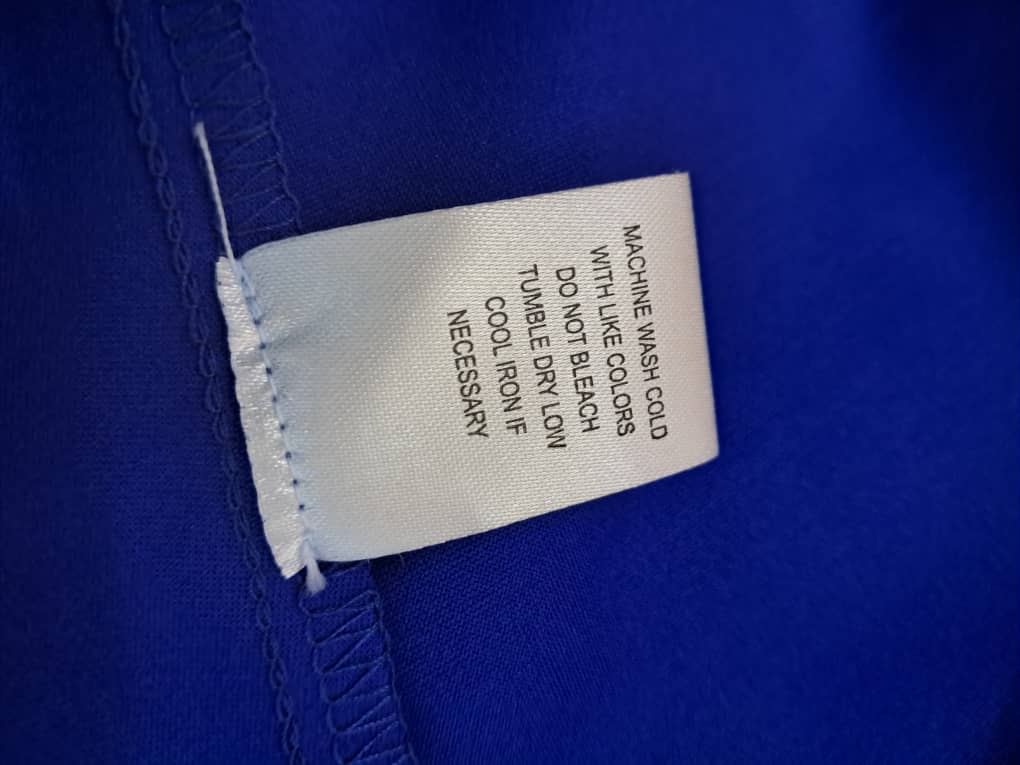 MACHINE WASH COLD
WITH LIKE COLORS
DO NOT BLEACH
TUMBLE DRY LOW
COOL IRON IF
NECESSARY